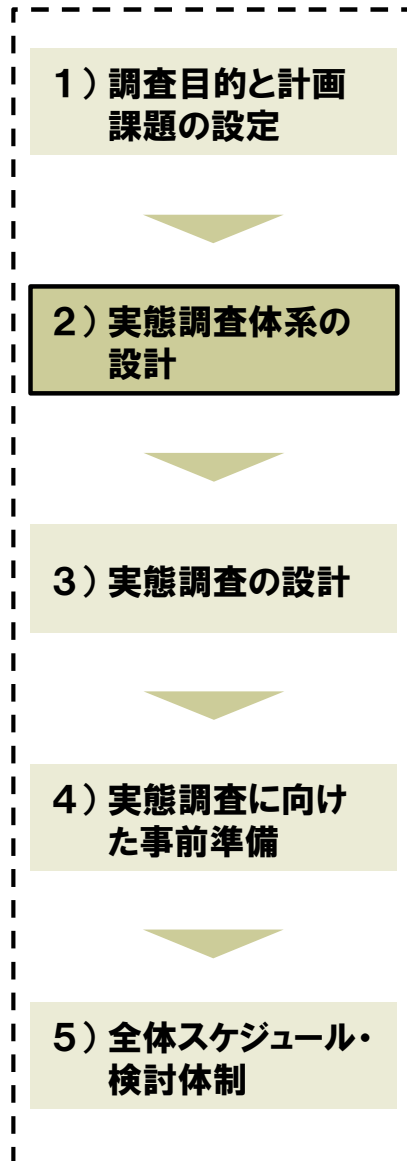 1）調査目的と計画
課題の設定
2）実態調査体系の
設計
3）実態調査の設計
4）実態調査に向け
た事前準備
5）全体スケジュール・
検討体制